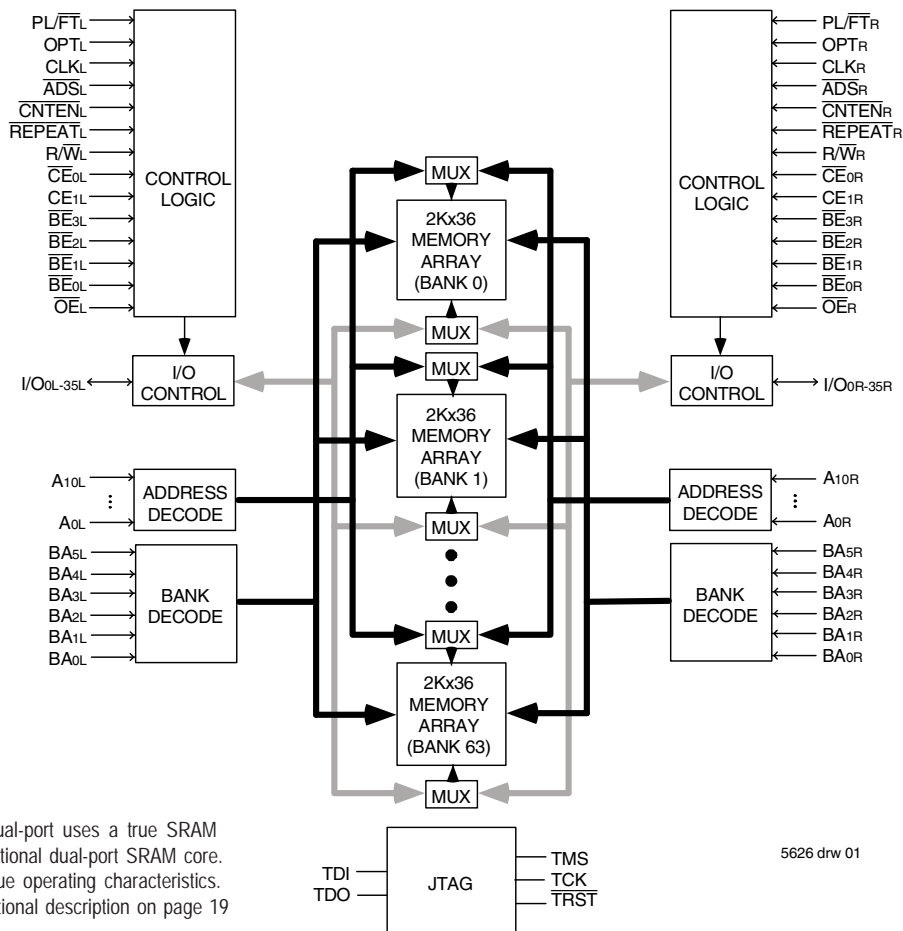 PL/FTL
OPTL
CLKL
ADSL
CNTENL
REPEATL
R/WL
CE0L
CE1L
BE3L
BE2L
BE1L
BE0L
OEL
CONTROL
LOGIC
I/O
CONTROL
I/O0L-35L
A10L
A0L
ADDRESS
DECODE
BA5L
BA4L
BA3L
BA2L
BA1L
BA0L
BANK
DECODE
MUX
2Kx36
MEMORY
ARRAY
(BANK 0)
MUX
MUX
2Kx36
MEMORY
ARRAY
(BANK 1)
MUX
MUX
2Kx36
MEMORY
ARRAY
(BANK 63)
MUX
PL/FTR
OPTR
CLKR
ADSR
CNTENR
REPEATR
R/WR
CE0R
CE1R
BE3R
BE2R
BE1R
BE0R
OER
CONTROL
LOGIC
I/O
CONTROL
I/O0R-35R
A10R
A0R
ADDRESS
DECODE
BA5R
BA4R
BA3R
BA2R
BA1R
BA0R
BANK
DECODE
ual-port uses a true SRAM
tional dual-port SRAM core.
ue operating characteristics.
tional description on page 19
TDI
TDO
JTAG
TMS
TCK
TRST
5626 drw 01